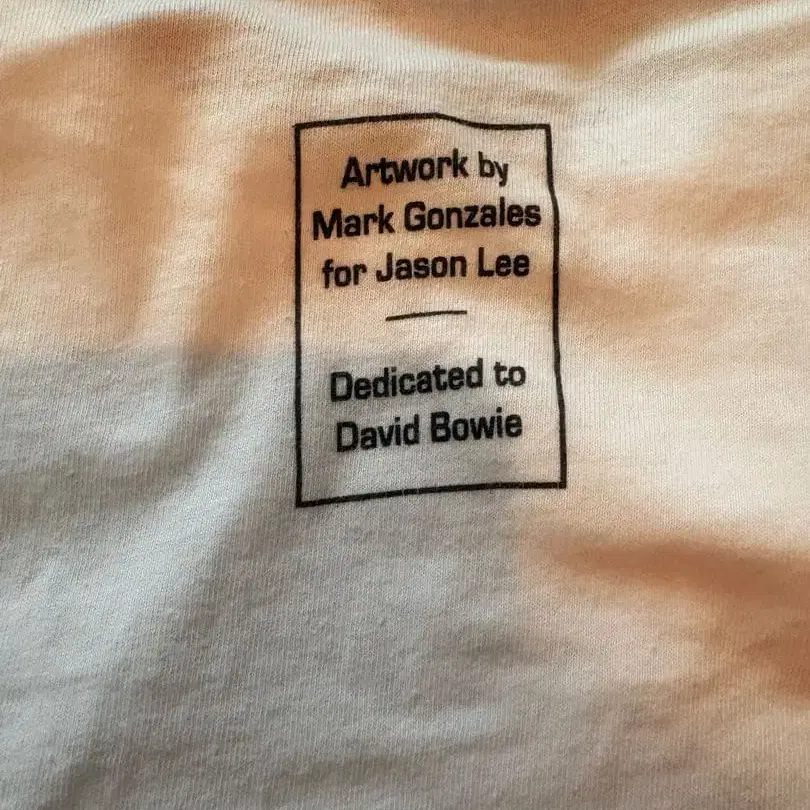 Artwork by
Mark Gonzales
for Jason Lee
Dedicated to
David Bowie